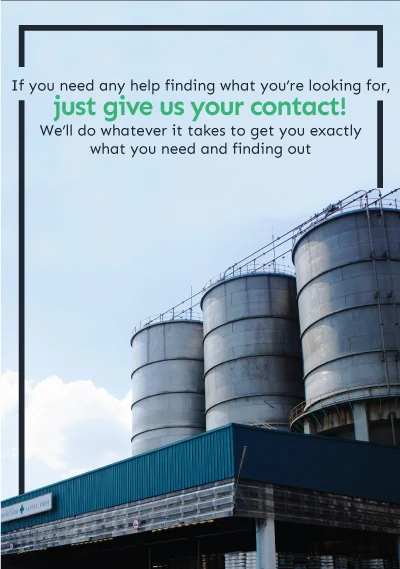 If you need any help finding what you're looking for,
just give us your contact!
We'll do whatever it takes to get you exactly
what you need and finding out